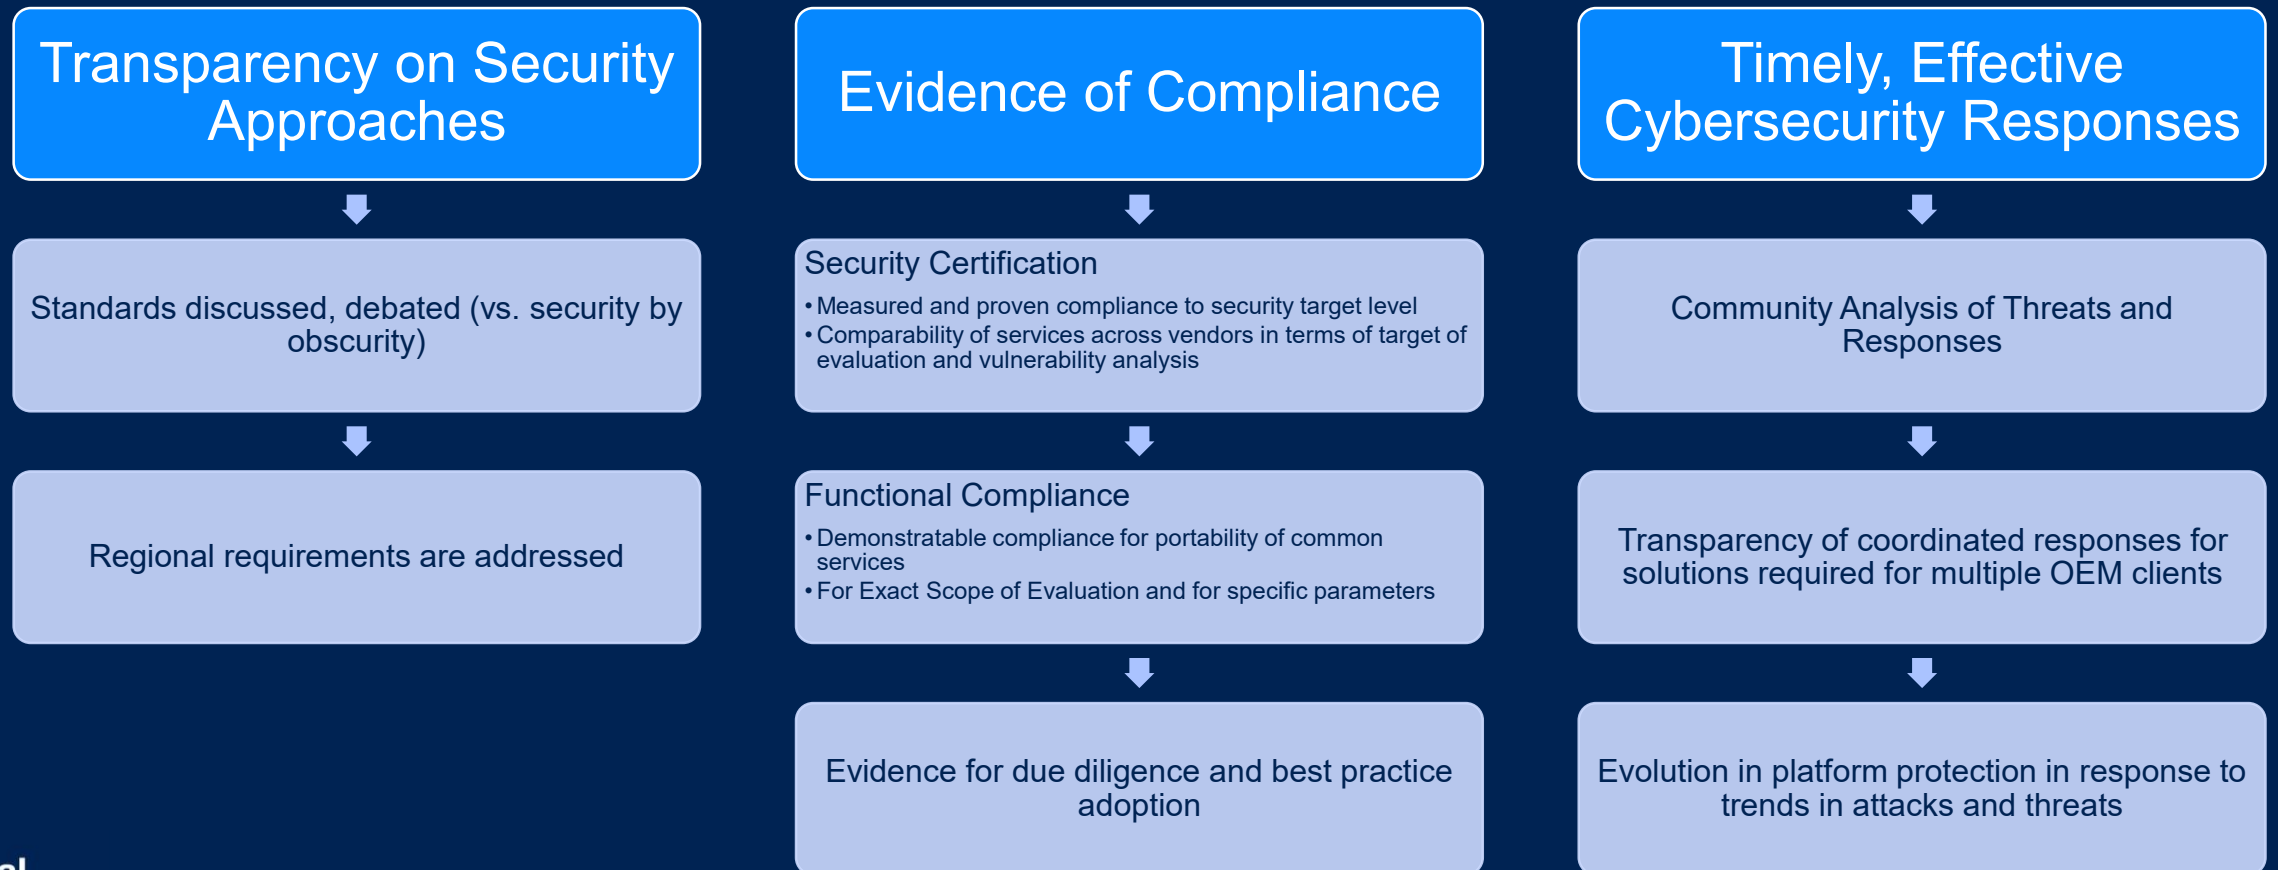 Transparency on Security
Approaches
Standards discussed, debated (vs. security by
obscurity)
Regional requirements are addressed
Evidence of Compliance
Security Certification
• Measured and proven compliance to security target level
• Comparability of services across vendors in terms of target of
evaluation and vulnerability analysis
Functional Compliance
• Demonstratable compliance for portability of common
services
• For Exact Scope of Evaluation and for specific parameters
Evidence for due diligence and best practice
adoption
Timely, Effective
Cybersecurity Responses
Community Analysis of Threats and
Responses
Transparency of coordinated responses for
solutions required for multiple OEM clients
Evolution in platform protection in response to
trends in attacks and threats